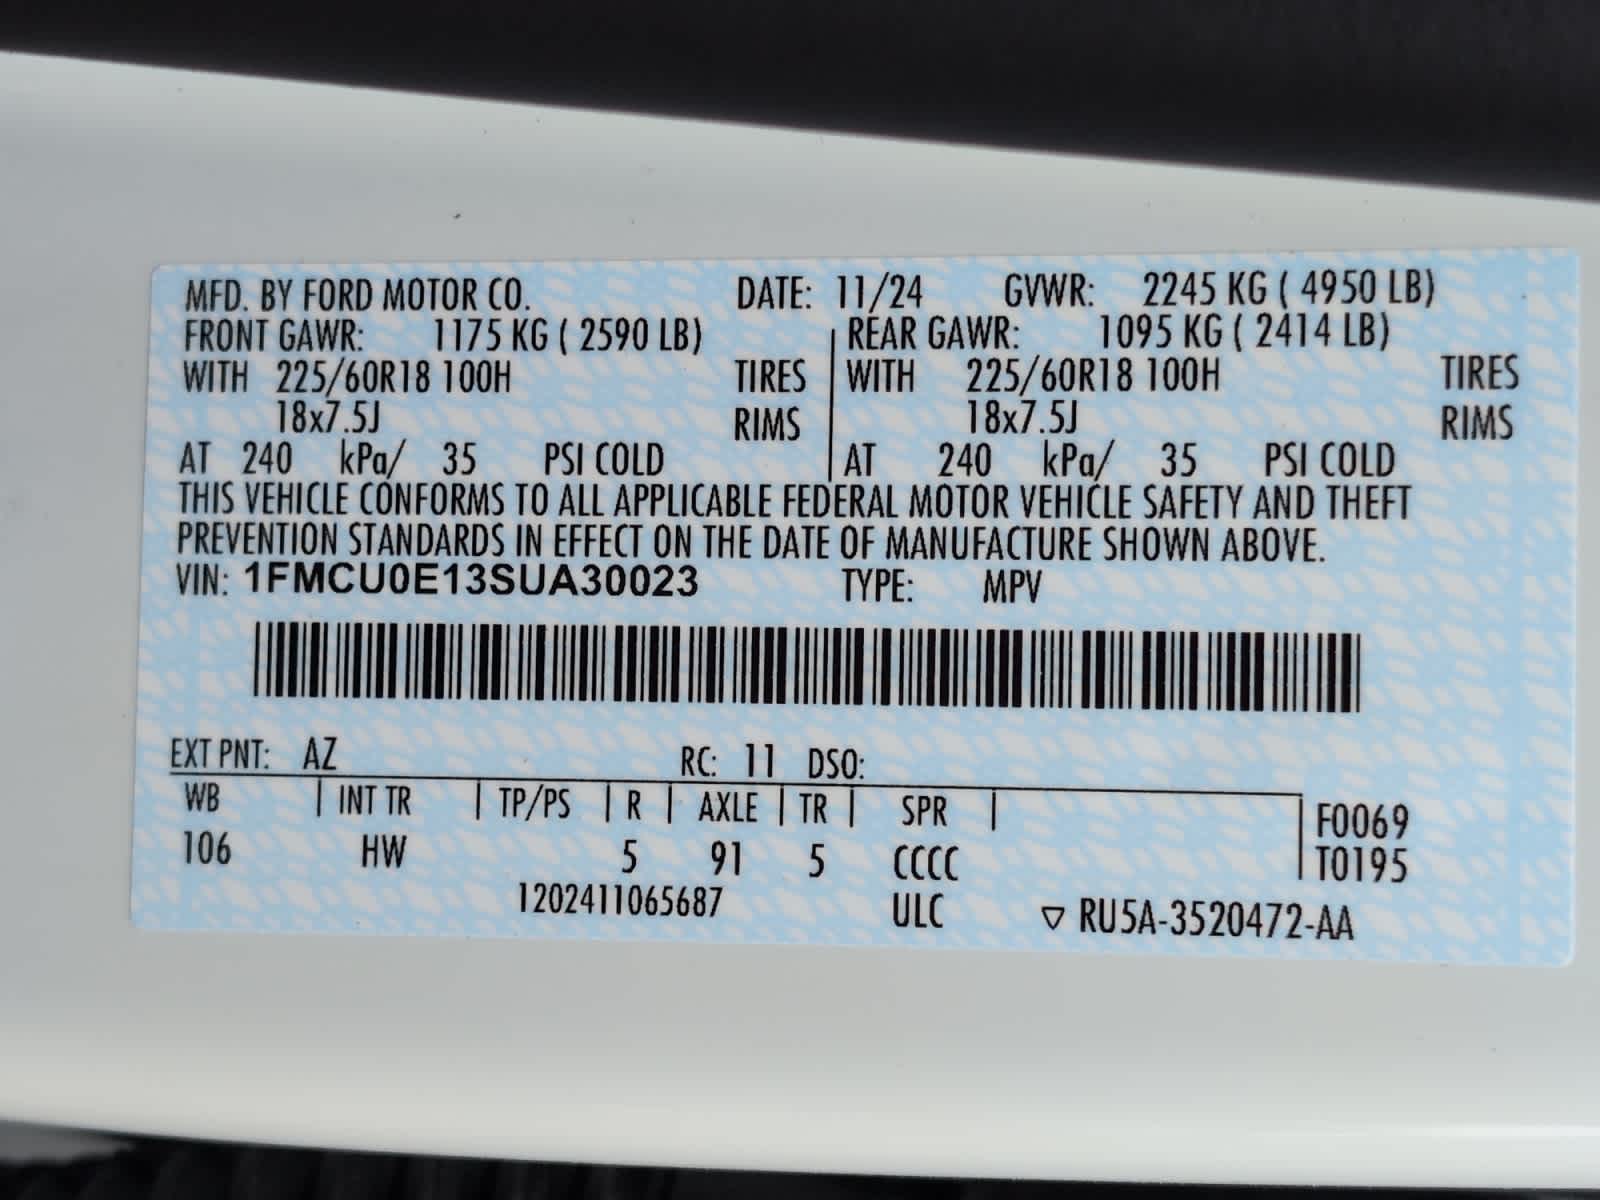 MFD. BY FORD MOTOR CO. DATE: 11/24 GVWR: 2245 KG ( 4950 LB)
FRONT GAWR: 1175 KG ( 2590 LB) REAR GAWR: 1095 KG ( 2414 LB)
WITH 225/60R18 100H TIRES WITH 225/60R18 100H TIRES
18x7.5J RIMS 18x7.5J RIMS
AT 240 kPa/ 35 PSI COLD AT 240 kPa/ 35 PSI COLD
THIS VEHICLE CONFORMS TO ALL APPLICABLE FEDERAL MOTOR VEHICLE SAFETY AND THEFT
PREVENTION STANDARDS IN EFFECT ON THE DATE OF MANUFACTURE SHOWN ABOVE.
VIN: 1FMCU0E13SUA30023 TYPE: MPV
EXT PNT: AZ RC: 11 DSO:
WB INT TR TP/PS R AXLE TR SPR F0069
106 HW 5 91 5 CCCC T0195
1202411065687 ULC ▽ RU5A-3520472-AA